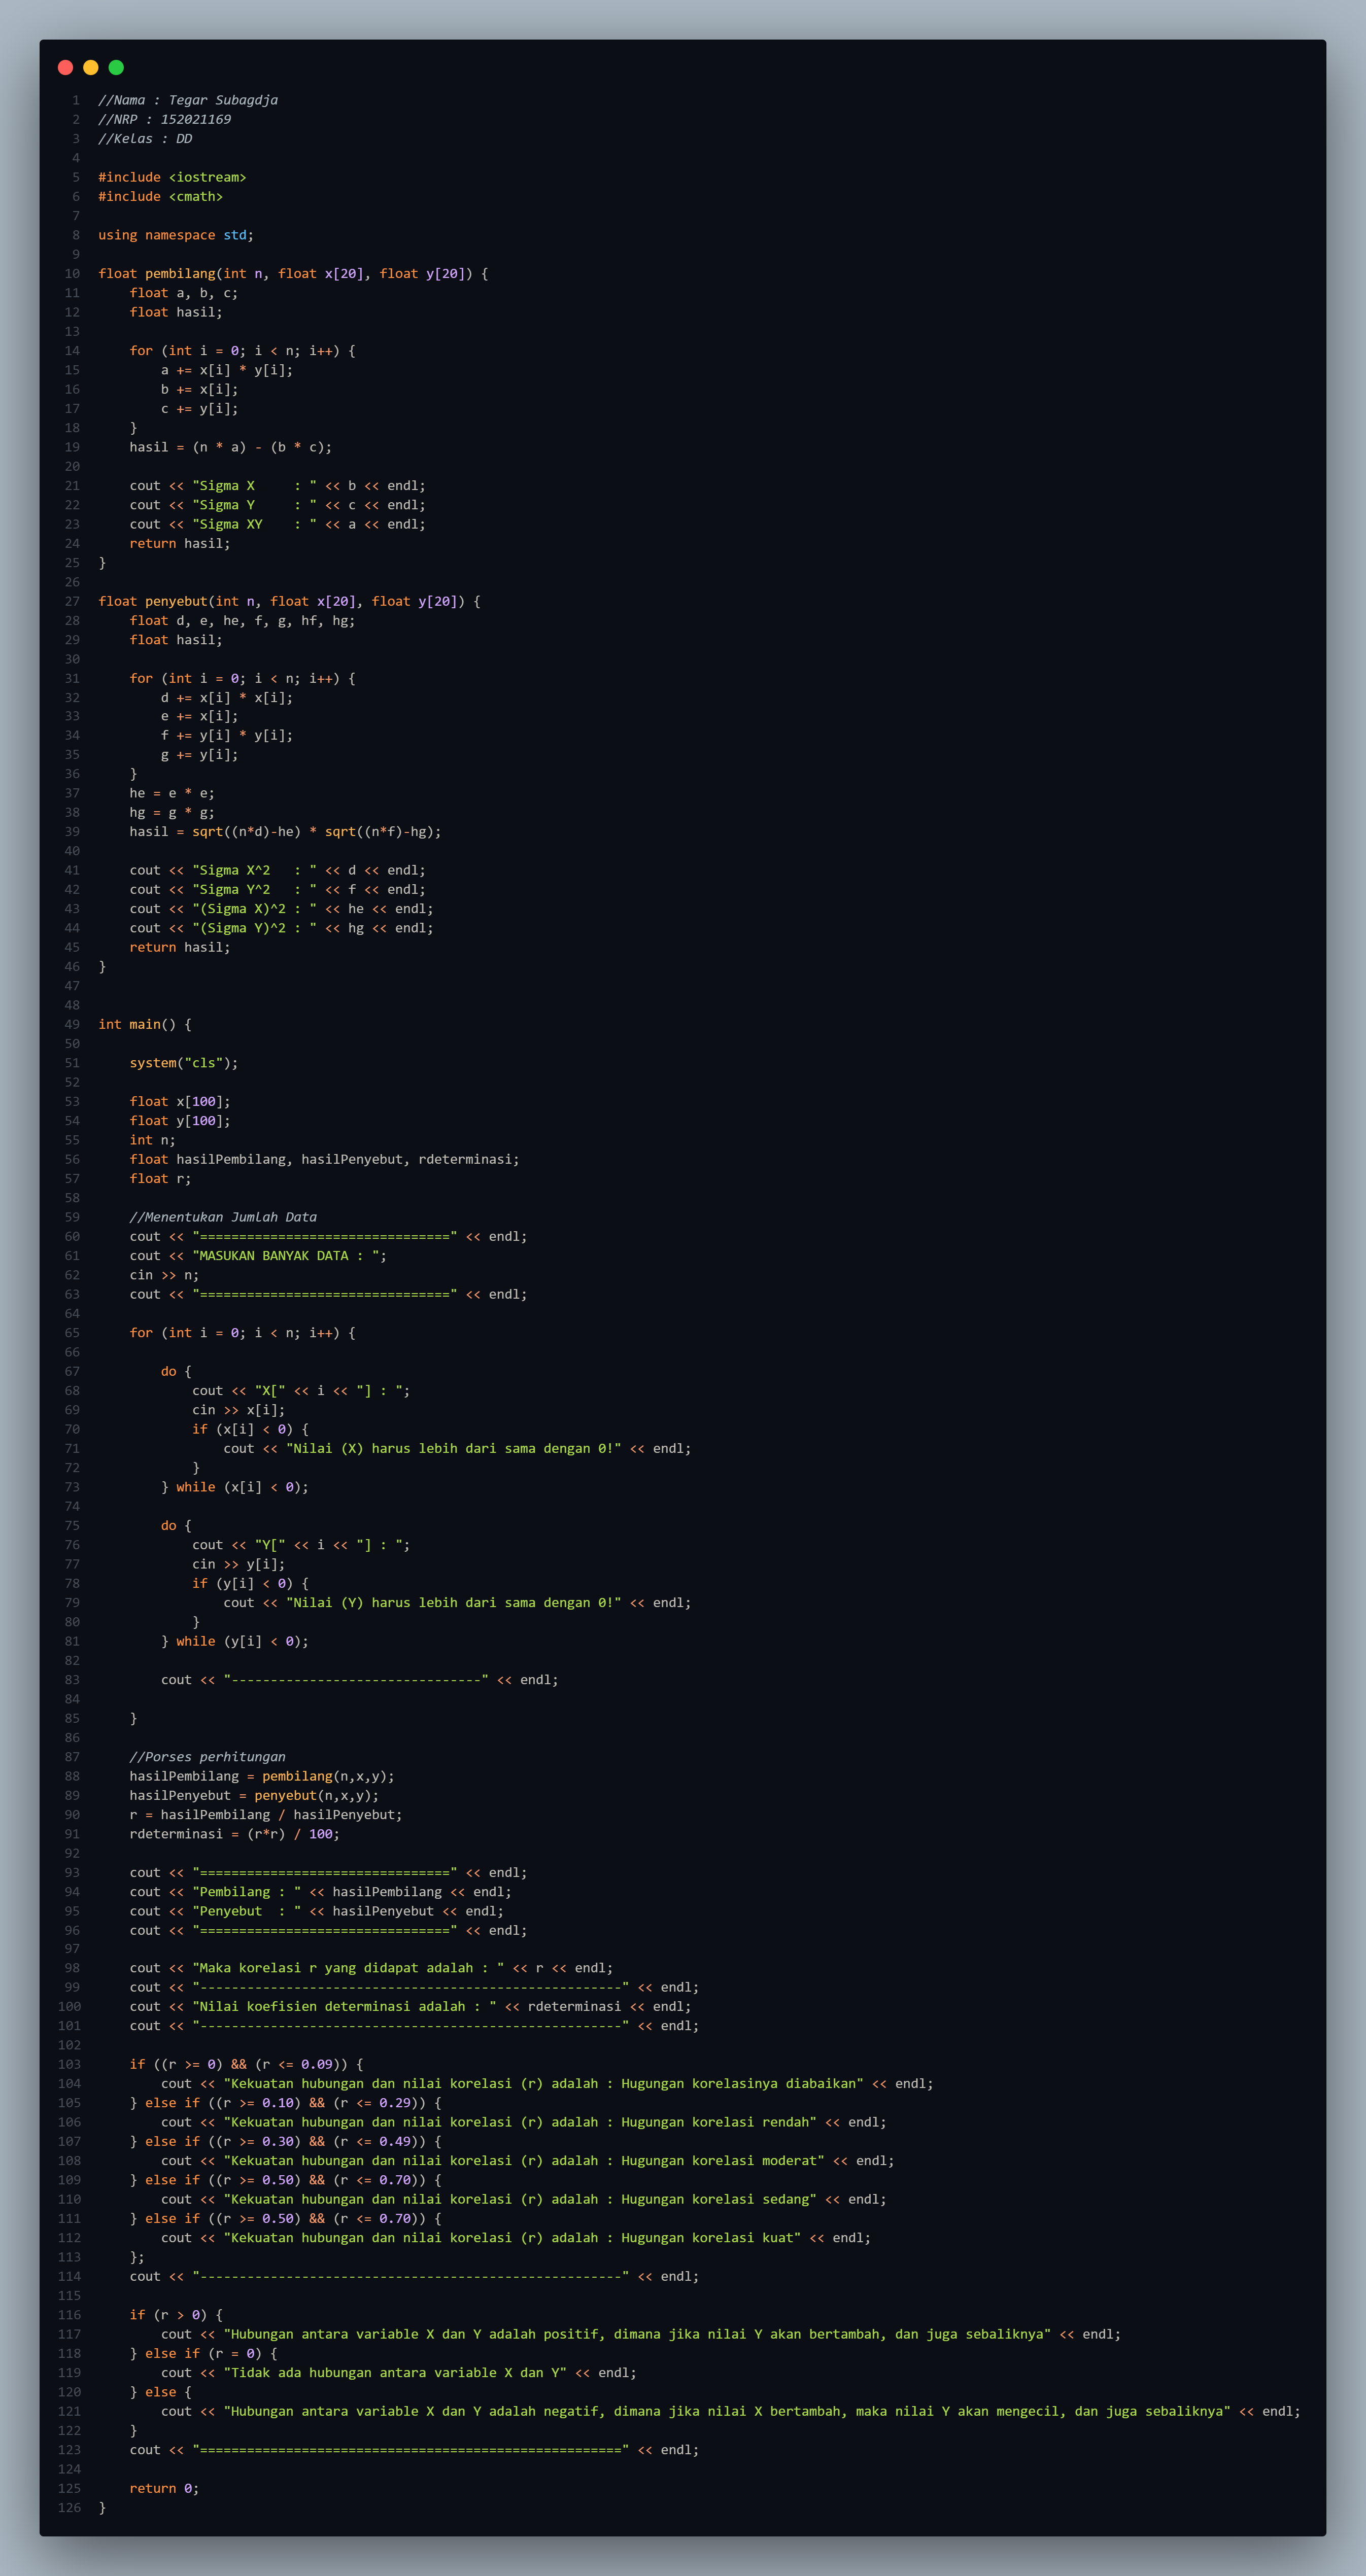 1 //Nama : Tegar Subagdja
2 //NRP : 152021169
3 //Kelas : DD
4
5 #include <iostream>
6 #include <cmath>
7
8 using namespace std;
9
10 float pembilang(int n, float x[20], float y[20]) {
11     float a, b, c;
12     float hasil;
13
14     for (int i = 0; i < n; i++) {
15         a += x[i] * y[i];
16         b += x[i];
17         c += y[i];
18     }
19     hasil = (n * a) - (b * c);
20
21     cout << "Sigma X     : " << b << endl;
22     cout << "Sigma Y     : " << c << endl;
23     cout << "Sigma XY    : " << a << endl;
24     return hasil;
25 }
26
27 float penyebut(int n, float x[20], float y[20]) {
28     float d, e, he, f, g, hf, hg;
29     float hasil;
30
31     for (int i = 0; i < n; i++) {
32         d += x[i] * x[i];
33         e += x[i];
34         f += y[i] * y[i];
35         g += y[i];
36     }
37     he = e * e;
38     hg = g * g;
39     hasil = sqrt((n*d)-he) * sqrt((n*f)-hg);
40
41     cout << "Sigma X^2   : " << d << endl;
42     cout << "Sigma Y^2   : " << f << endl;
43     cout << "(Sigma X)^2 : " << he << endl;
44     cout << "(Sigma Y)^2 : " << hg << endl;
45     return hasil;
46 }
47
48
49 int main() {
50
51     system("cls");
52
53     float x[100];
54     float y[100];
55     int n;
56     float hasilPembilang, hasilPenyebut, rdeterminasi;
57     float r;
58
59     //Menentukan Jumlah Data
60     cout << "================================" << endl;
61     cout << "MASUKAN BANYAK DATA : ";
62     cin >> n;
63     cout << "================================" << endl;
64
65     for (int i = 0; i < n; i++) {
66
67         do {
68             cout << "X[" << i << "] : ";
69             cin >> x[i];
70             if (x[i] < 0) {
71                 cout << "Nilai (X) harus lebih dari sama dengan 0!" << endl;
72             }
73         } while (x[i] < 0);
74
75         do {
76             cout << "Y[" << i << "] : ";
77             cin >> y[i];
78             if (y[i] < 0) {
79                 cout << "Nilai (Y) harus lebih dari sama dengan 0!" << endl;
80             }
81         } while (y[i] < 0);
82
83         cout << "--------------------------------" << endl;
84
85     }
86
87     //Porses perhitungan
88     hasilPembilang = pembilang(n,x,y);
89     hasilPenyebut = penyebut(n,x,y);
90     r = hasilPembilang / hasilPenyebut;
91     rdeterminasi = (r*r) / 100;
92
93     cout << "================================" << endl;
94     cout << "Pembilang : " << hasilPembilang << endl;
95     cout << "Penyebut  : " << hasilPenyebut << endl;
96     cout << "================================" << endl;
97
98     cout << "Maka korelasi r yang didapat adalah : " << r << endl;
99     cout << "------------------------------------------------------" << endl;
100     cout << "Nilai koefisien determinasi adalah : " << rdeterminasi << endl;
101     cout << "------------------------------------------------------" << endl;
102
103     if ((r >= 0) && (r <= 0.09)) {
104         cout << "Kekuatan hubungan dan nilai korelasi (r) adalah : Hugungan korelasinya diabaikan" << endl;
105     } else if ((r >= 0.10) && (r <= 0.29)) {
106         cout << "Kekuatan hubungan dan nilai korelasi (r) adalah : Hugungan korelasi rendah" << endl;
107     } else if ((r >= 0.30) && (r <= 0.49)) {
108         cout << "Kekuatan hubungan dan nilai korelasi (r) adalah : Hugungan korelasi moderat" << endl;
109     } else if ((r >= 0.50) && (r <= 0.70)) {
110         cout << "Kekuatan hubungan dan nilai korelasi (r) adalah : Hugungan korelasi sedang" << endl;
111     } else if ((r >= 0.50) && (r <= 0.70)) {
112         cout << "Kekuatan hubungan dan nilai korelasi (r) adalah : Hugungan korelasi kuat" << endl;
113     };
114     cout << "------------------------------------------------------" << endl;
115
116     if (r > 0) {
117         cout << "Hubungan antara variable X dan Y adalah positif, dimana jika nilai Y akan bertambah, dan juga sebaliknya" << endl;
118     } else if (r = 0) {
119         cout << "Tidak ada hubungan antara variable X dan Y" << endl;
120     } else {
121         cout << "Hubungan antara variable X dan Y adalah negatif, dimana jika nilai X bertambah, maka nilai Y akan mengecil, dan juga sebaliknya" << endl;
122     }
123     cout << "======================================================" << endl;
124
125     return 0;
126 }